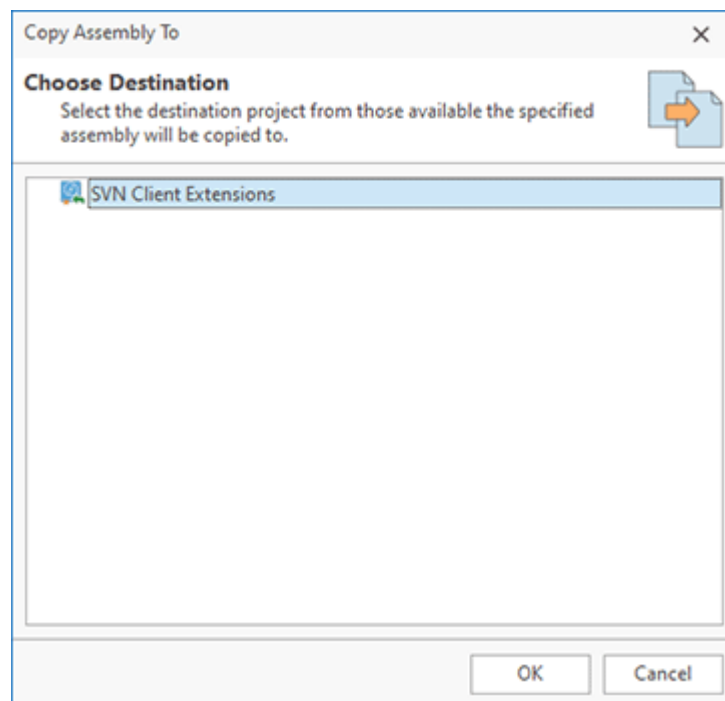 Copy Assembly To
Choose Destination
Select the destination project from those available the specified
assembly will be copied to.
SVN Client Extensions
OK
Cancel